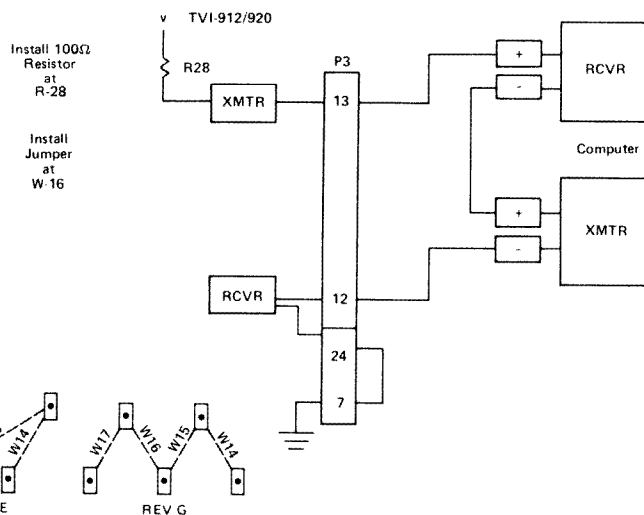 v TVI-912/920
Install 100Ω
Resistor
at
R-28
R28
XMTR
P3
13
+
-
RCVR
Install
Jumper
at
W-16
Computer
+
-
XMTR
RCVR
12
24
7
W14
E
W17
W16
W15
W14
REV G